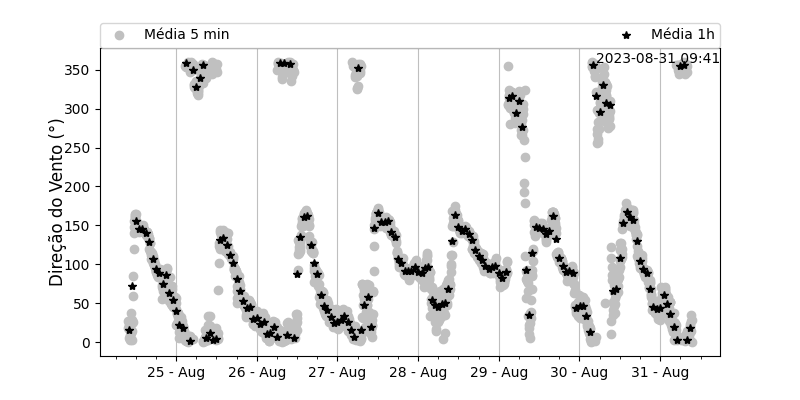 Média 5 min
Média 1h
2023-08-31 09:41
Direção do Vento (°)
350
300
250
200
150
100
50
0
25 - Aug
26 - Aug
27 - Aug
28 - Aug
29 - Aug
30 - Aug
31 - Aug